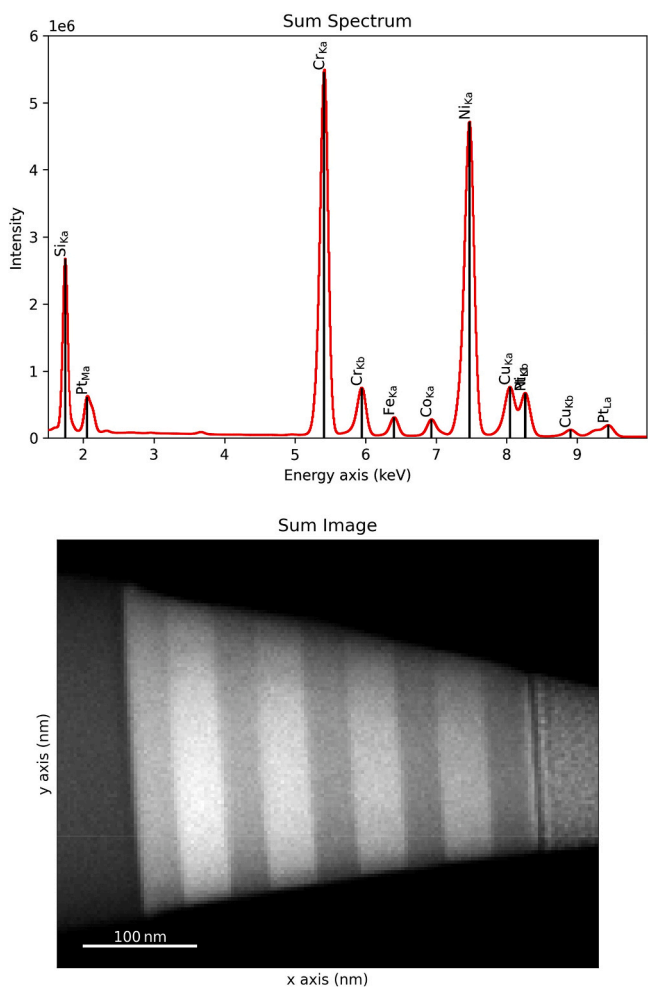 Sum Spectrum
1e6
6
5
4
3
2
1
0
Intensity
Si Ka
Pt Ma
Cr Ka
Cr Kb
Fe Ka
Co Ka
Ni Ka
Cu Ka
Cu Kb
Pt La
2 3 4 5 6 7 8 9
Energy axis (keV)
Sum Image
y axis (nm)
100 nm
x axis (nm)